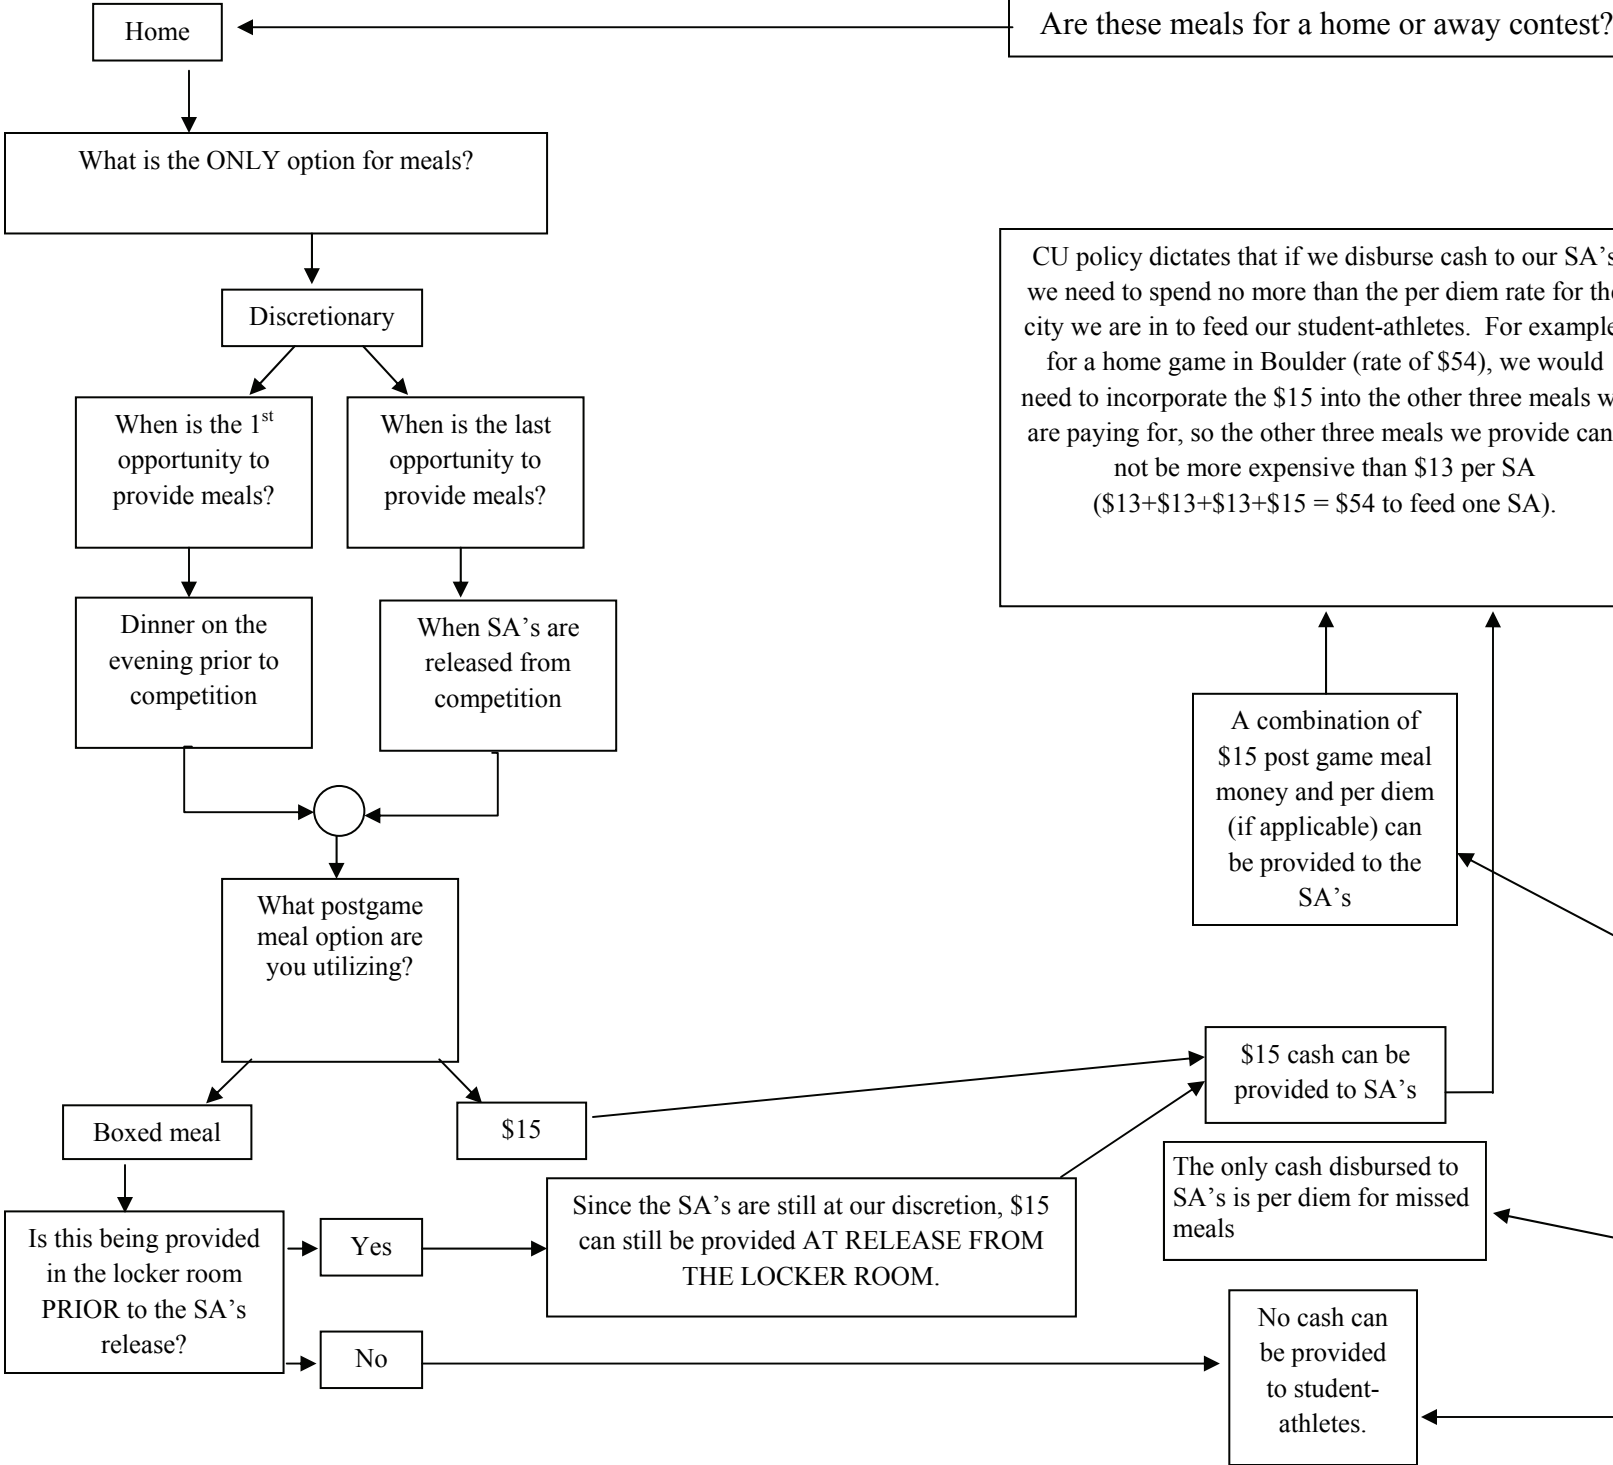 Are these meals for a home or away contest?
Home
What is the ONLY option for meals?
Discretionary
When is the 1st
opportunity to
provide meals?
When is the last
opportunity to
provide meals?
Dinner on the
evening prior to
competition
When SA’s are
released from
competition
What postgame
meal option are
you utilizing?
Boxed meal
$15
Is this being provided
in the locker room
PRIOR to the SA’s
release?
Yes
No
Since the SA’s are still at our discretion, $15
can still be provided AT RELEASE FROM
THE LOCKER ROOM.
CU policy dictates that if we disburse cash to our SA’s
we need to spend no more than the per diem rate for the
city we are in to feed our student-athletes. For example
for a home game in Boulder (rate of $54), we would
need to incorporate the $15 into the other three meals
are paying for, so the other three meals we provide can
not be more expensive than $13 per SA
($13+$13+$13+$15 = $54 to feed one SA).
A combination of
$15 post game meal
money and per diem
(if applicable) can
be provided to the
SA’s
$15 cash can be
provided to SA’s
The only cash disbursed to
SA’s is per diem for missed
meals
No cash can
be provided
to student-
athletes.